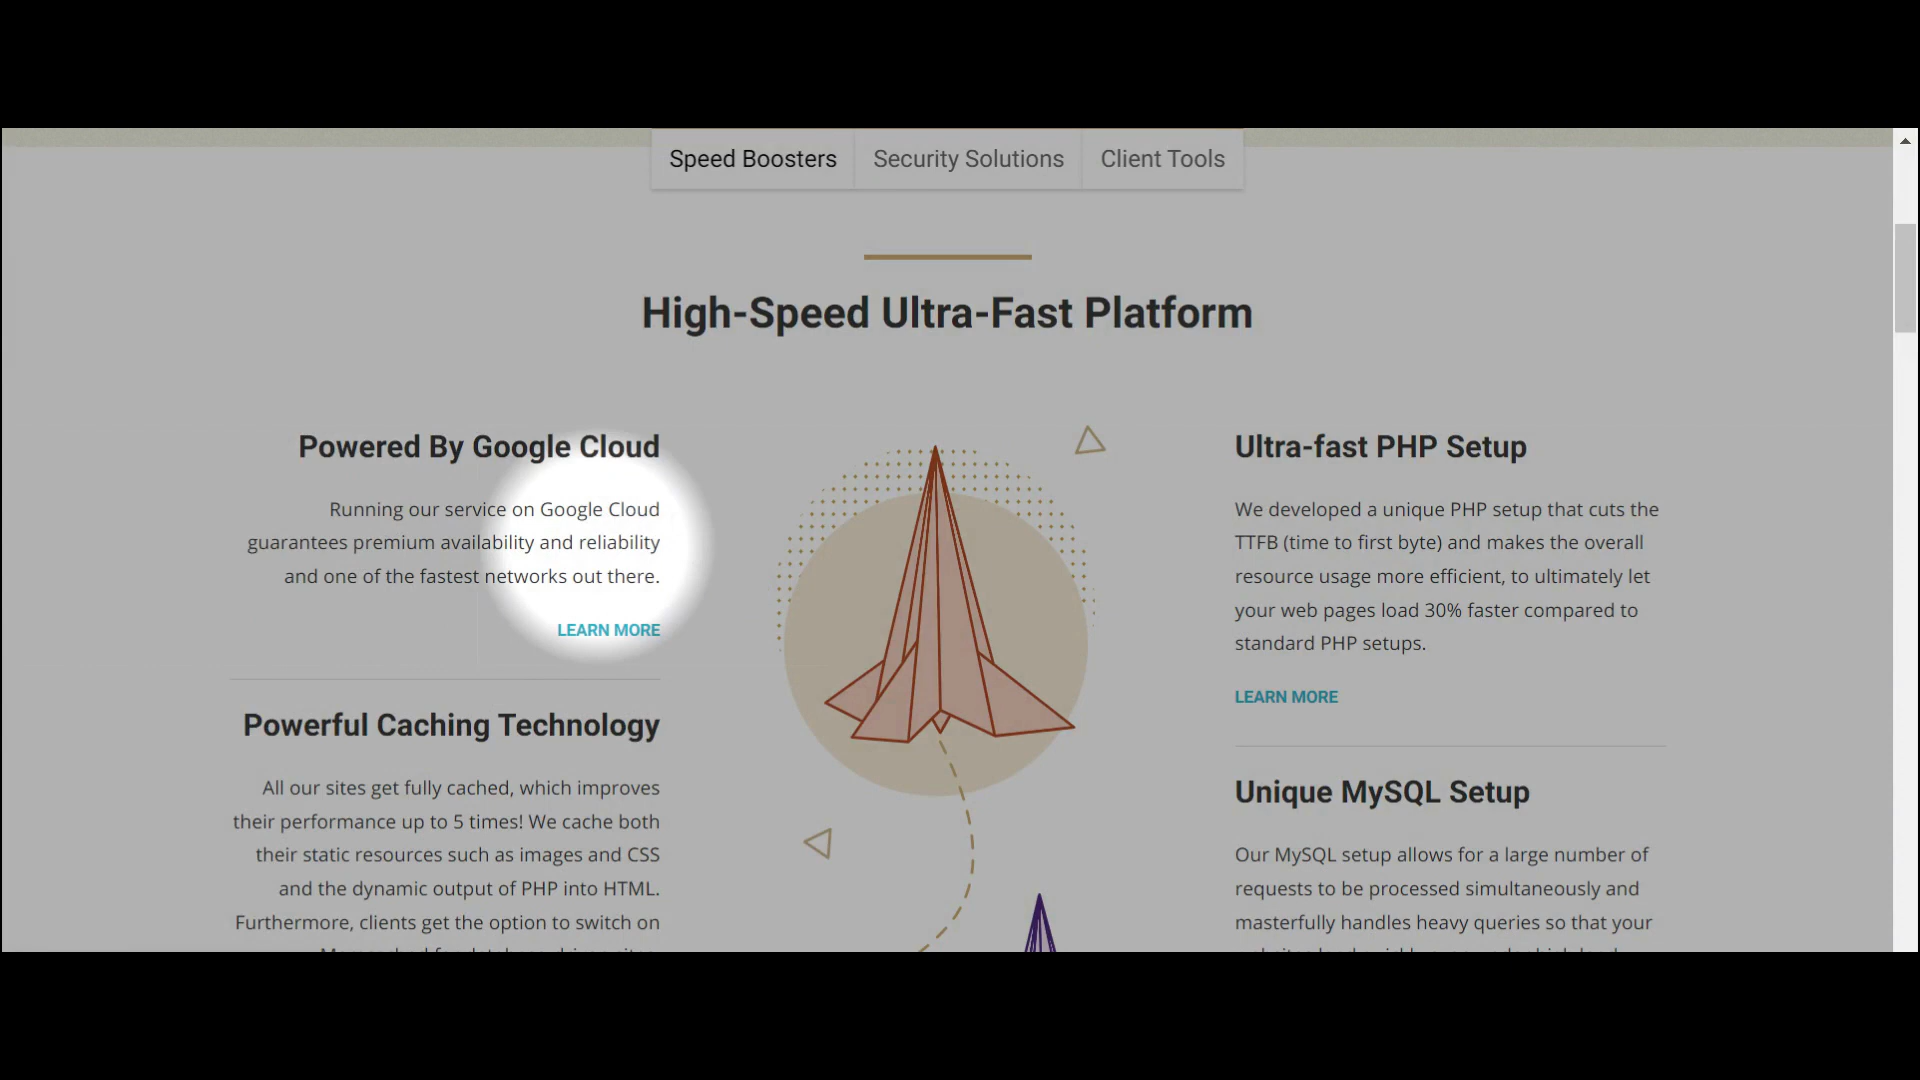 Speed Boosters
Security Solutions
Client Tools
High-Speed Ultra-Fast Platform
Powered By Google Cloud
Running our service on Google Cloud
guarantees premium availability and reliability
and one of the fastest networks out there.
LEARN MORE
Powerful Caching Technology
All our sites get fully cached, which improves
their performance up to 5 times! We cache both
their static resources such as images and CSS
and the dynamic output of PHP into HTML.
Furthermore, clients get the option to switch on
Ultra-fast PHP Setup
We developed a unique PHP setup that cuts the
TTFB (time to first byte) and makes the overall
resource usage more efficient, to ultimately let
your web pages load 30% faster compared to
standard PHP setups.
LEARN MORE
Unique MySQL Setup
Our MySQL setup allows for a large number of
requests to be processed simultaneously and
masterfully handles heavy queries so that your